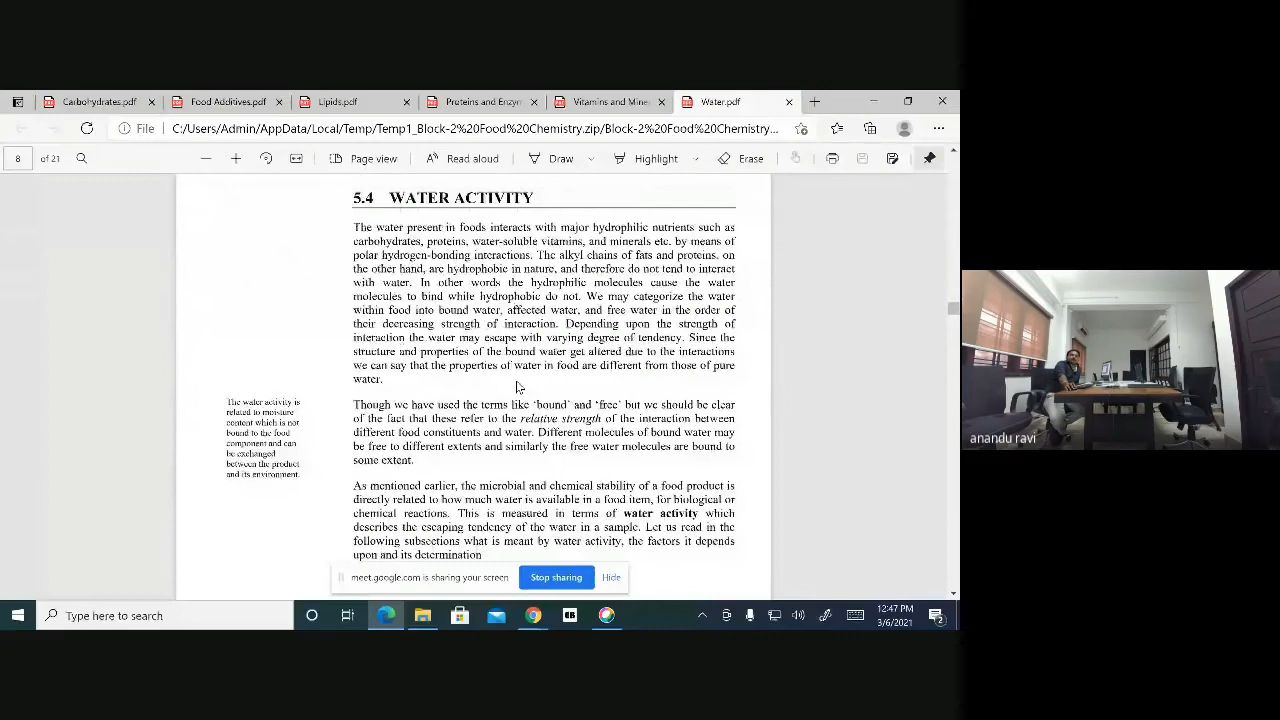 Carbohydrates.pdf
Food Additives.pdf
Lipids.pdf
Proteins and Enzym
Vitamins and Mine
Water.pdf
File
C:/Users/Admin/AppData/Local/Temp/Temp1_Block-2%20Food%20Chemistry.zip/Block-2%20Food%20Chemistry...
8 of 21
Page view
Read aloud
Draw
Highlight
Erase
5.4 WATER ACTIVITY
The water present in foods interacts with major hydrophilic nutrients such as
carbohydrates, proteins, water-soluble vitamins, and minerals etc. by means of
polar hydrogen-bonding interactions. The alkyl chains of fats and proteins, on
the other hand, are hydrophobic in nature, and therefore do not tend to interact
with water. In other words the hydrophilic molecules cause the water
molecules to bind while hydrophobic do not. We may categorize the water
within food into bound water, affected water, and free water in the order of
their decreasing strength of interaction. Depending upon the strength of
interaction the water may escape with varying degree of tendency. Since the
structure and properties of the bound water get altered due to the interactions
we can say that the properties of water in food are different from those of pure
water.
The water activity is
related to moisture
content which is not
bound to the food
component and can
be exchanged
between the product
and its environment.
Though we have used the terms like ‘bound’ and ‘free’ but we should be clear
of the fact that these refer to the relative strength of the interaction between
different food constituents and water. Different molecules of bound water may
be free to different extents and similarly the free water molecules are bound to
some extent.
As mentioned earlier, the microbial and chemical stability of a food product is
directly related to how much water is available in a food item, for biological or
chemical reactions. This is measured in terms of water activity which
describes the escaping tendency of the water in a sample. Let us read in the
following subsections what is meant by water activity, the factors it depends
upon and its determination
meet.google.com is sharing your screen
Stop sharing
Hide
Type here to search
12:47 PM
3/6/2021
2
anandu ravi